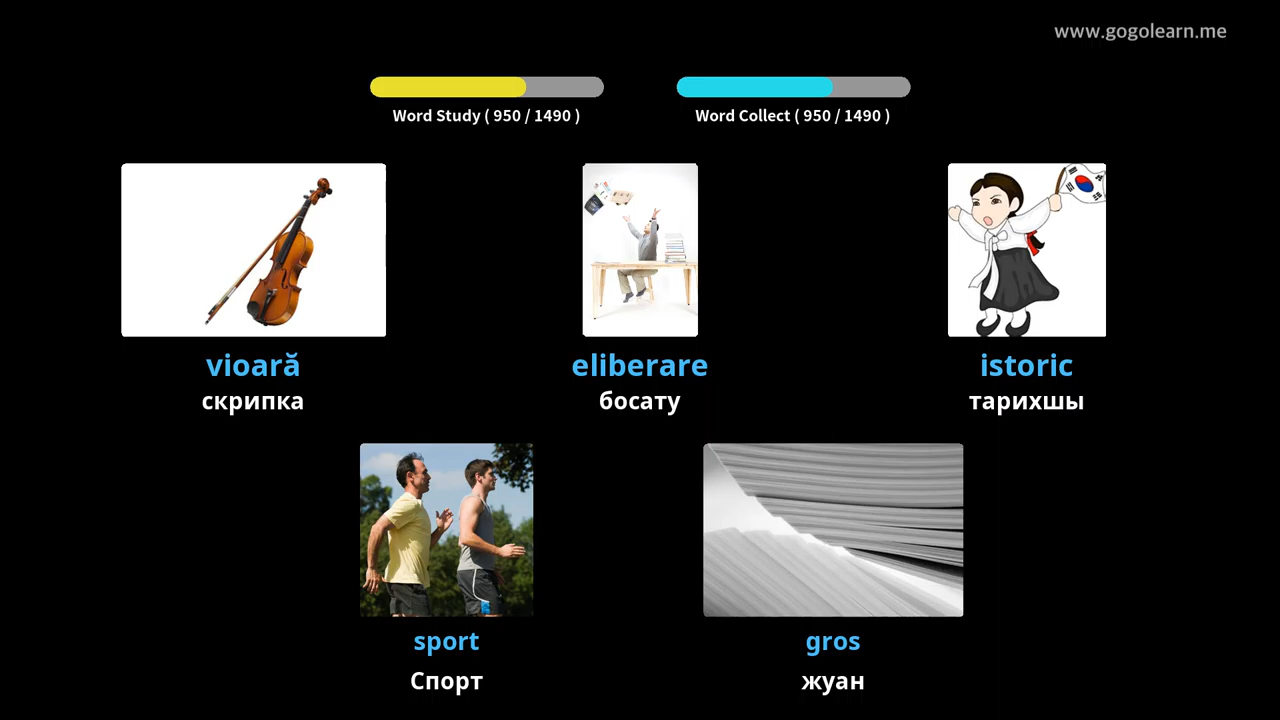 www.gogolearn.me
Word Study ( 950 / 1490 )
Word Collect ( 950 / 1490 )
vioară
скрипка
eliberare
босату
istoric
тарихшы
sport
Спорт
gros
жуан